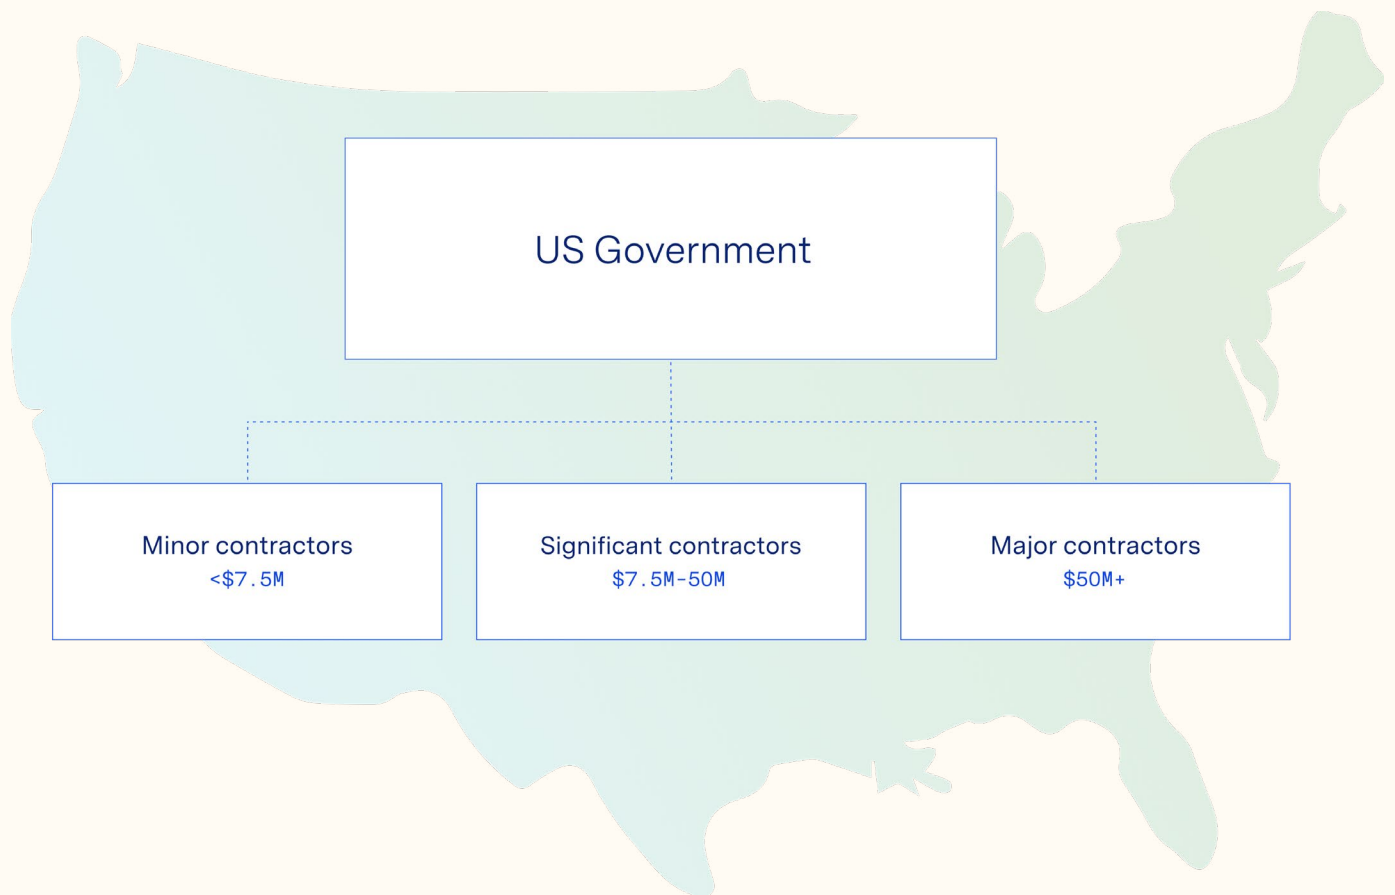 US Government
Minor contractors
<$7.5M
Significant contractors
$7.5M-50M
Major contractors
$50M+